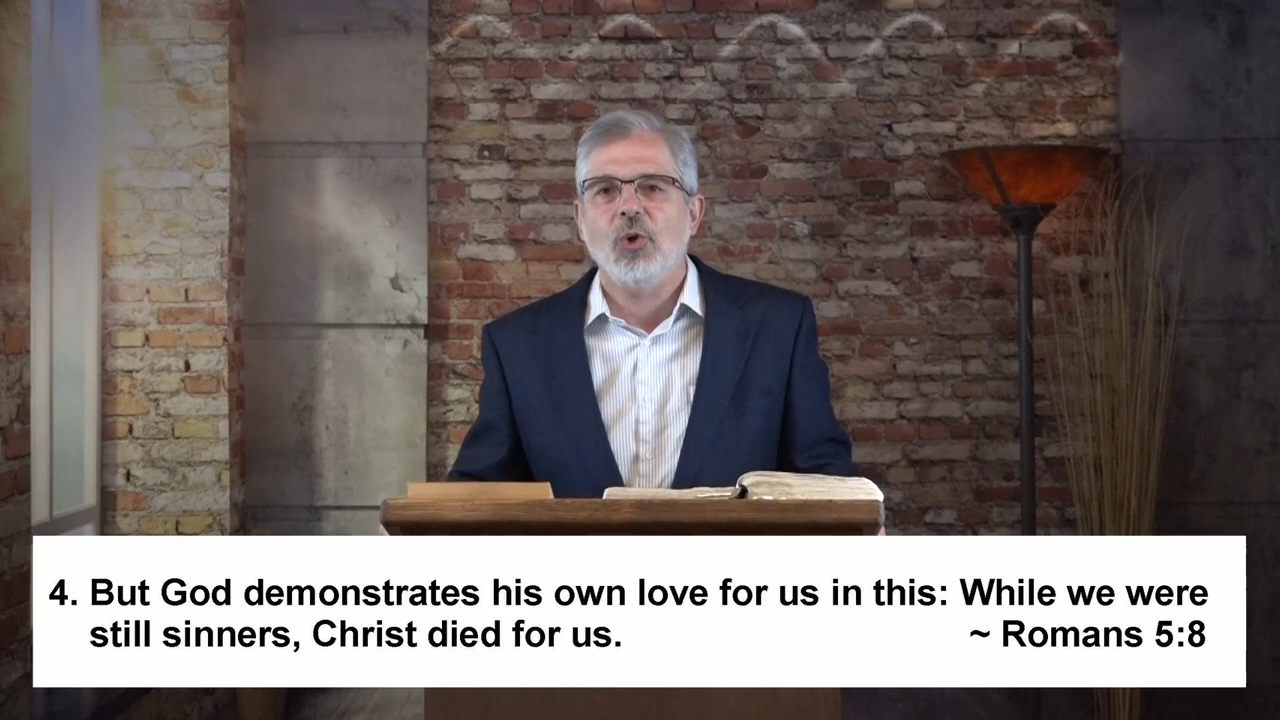 4. But God demonstrates his own love for us in this: While we were
still sinners, Christ died for us. ~ Romans 5:8